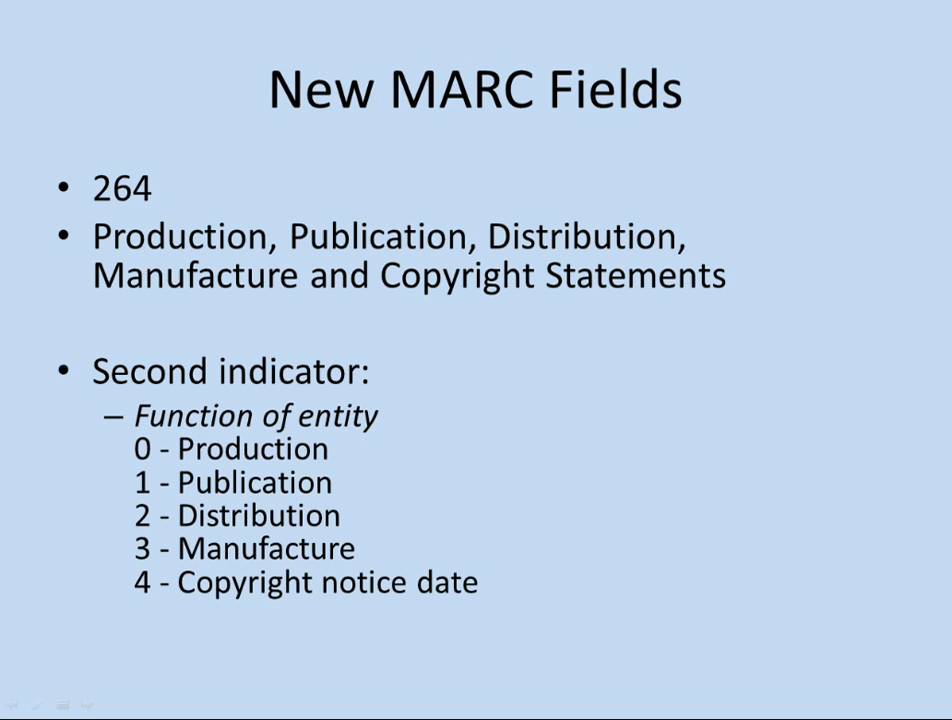 New MARC Fields
• 264
• Production, Publication, Distribution,
Manufacture and Copyright Statements
• Second indicator:
– Function of entity
0 - Production
1 - Publication
2 - Distribution
3 - Manufacture
4 - Copyright notice date